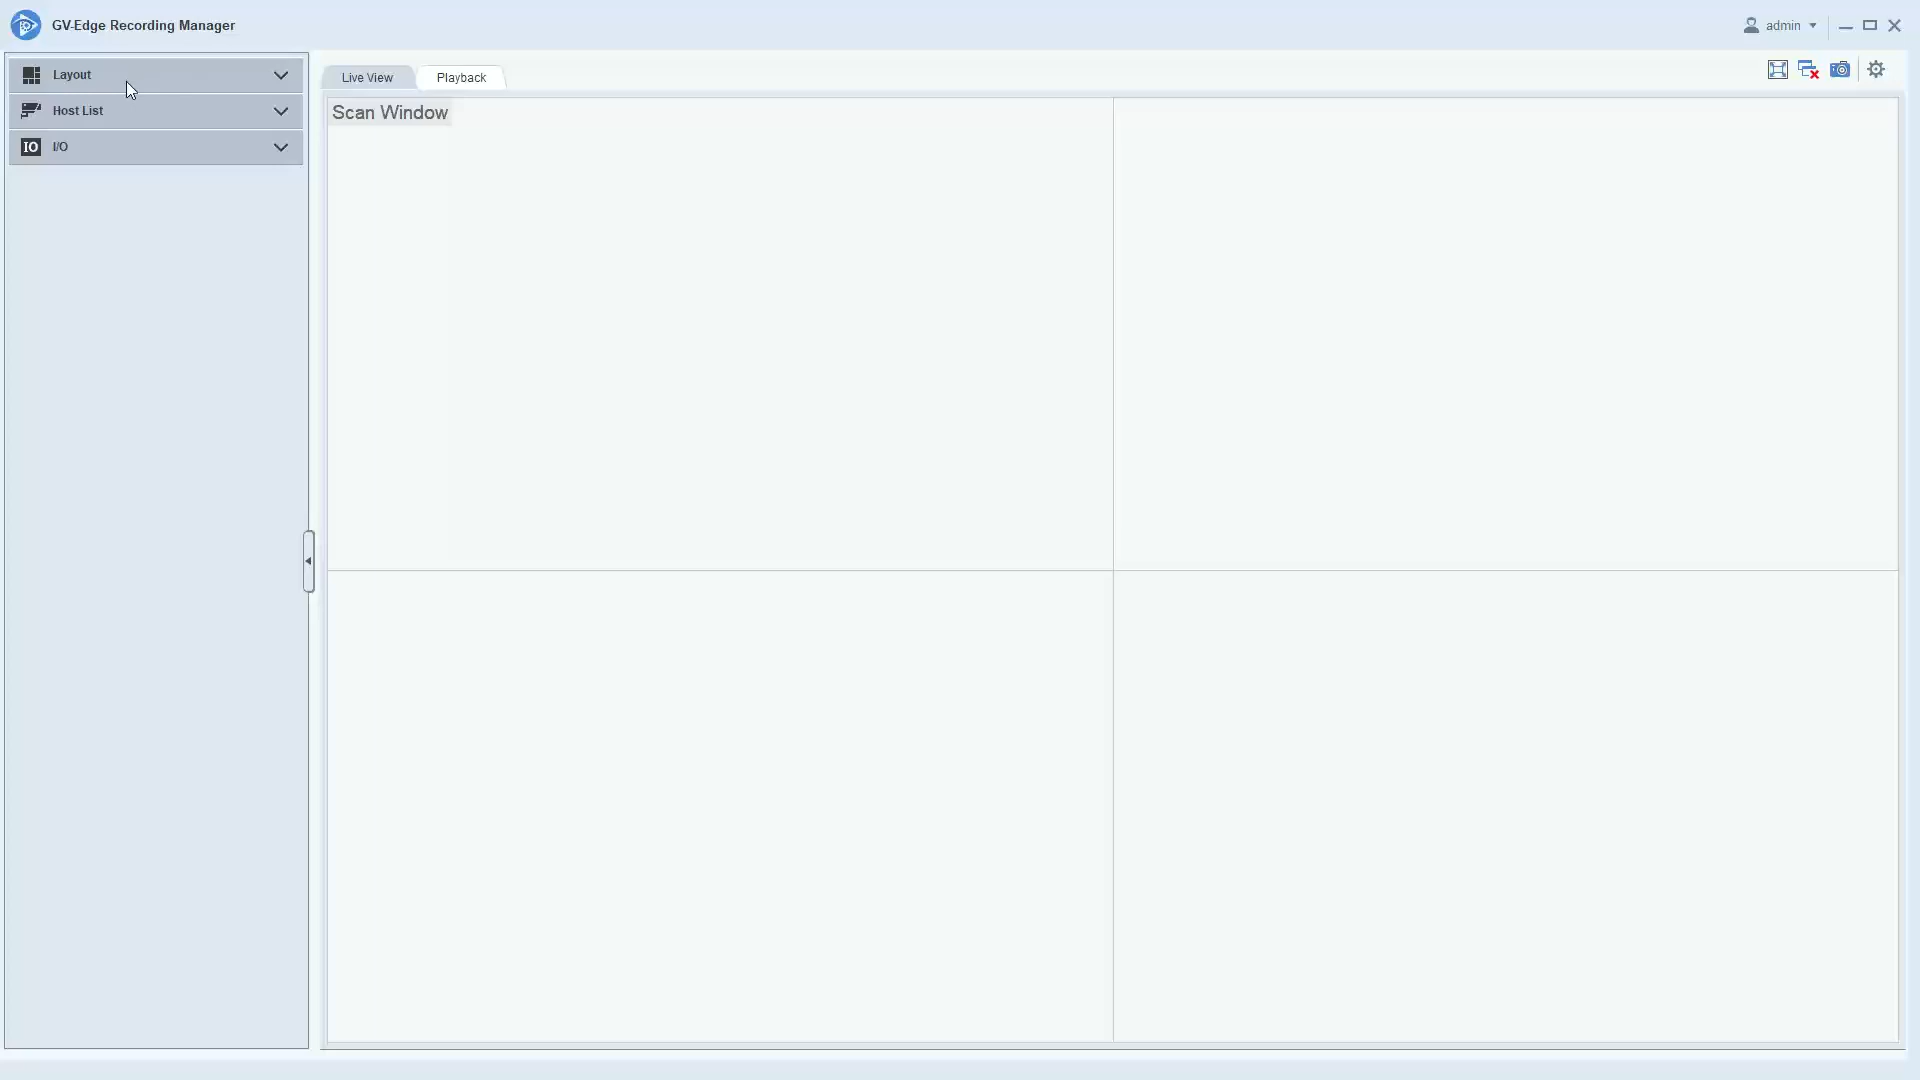 GV-Edge Recording Manager
admin
Layout
Live View
Playback
Scan Window
Host List
IO I/O